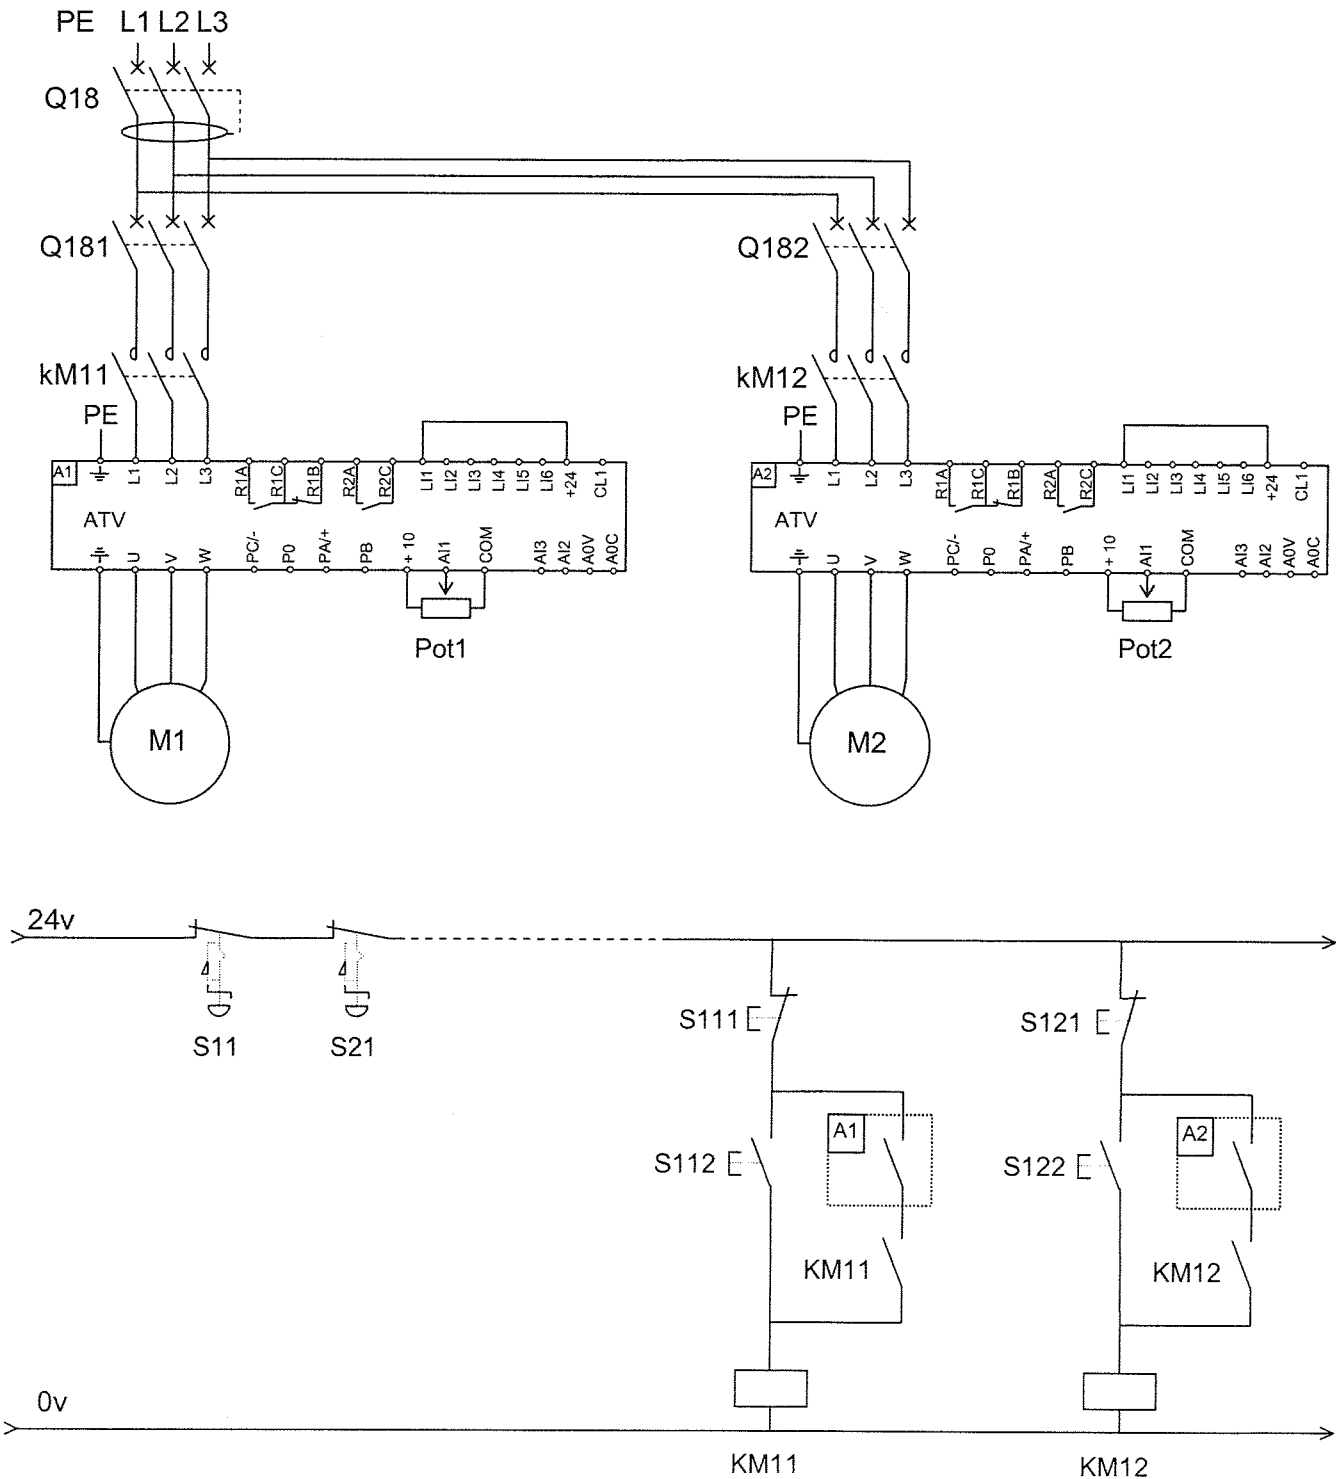 PE L1 L2 L3
Q18
Q181
Q182
kM11
kM12
PE
PE
A1 L1 L2 L3 R1A R1C R1B R2A R2C LI1 LI2 LI3 LI4 LI5 LI6 +24 CL1
ATV
U V W PC/- P0 PA/+ PB + 10 AI1 COM AI3 AI2 A0V A0C
A2 L1 L2 L3 R1A R1C R1B R2A R2C LI1 LI2 LI3 LI4 LI5 LI6 +24 CL1
ATV
U V W PC/- P0 PA/+ PB + 10 AI1 COM AI3 AI2 A0V A0C
Pot1
Pot2
M1
M2
24v
S11
S21
S111
S121
A1
A2
S112
S122
KM11
KM12
0v
KM11
KM12